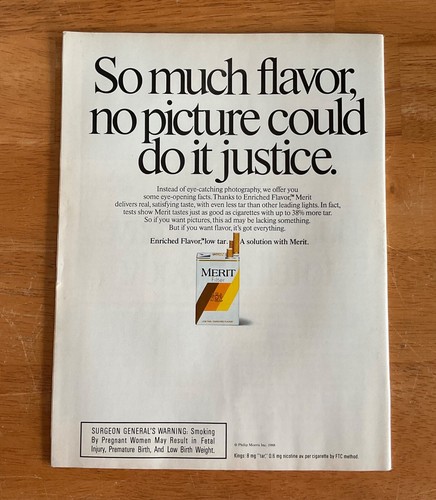 So much flavor,
no picture could
do it justice.
Instead of eye-catching photography, we offer you
some eye-opening facts. Thanks to Enriched Flavor,™ Merit
delivers real, satisfying taste, with even less tar than other leading lights. In fact,
tests show Merit tastes just as good as cigarettes with up to 38% more tar.
So if you want pictures, this ad may be lacking something.
But if you want flavor, it's got everything.
Enriched Flavor,™ low tar. A solution with Merit.
MERIT
Filter
SURGEON GENERAL'S WARNING: Smoking
By Pregnant Women May Result in Fetal
Injury, Premature Birth, And Low Birth Weight.
© Philip Morris Inc. 1988
Kings: 8 mg "tar," 0.6 mg nicotine av per cigarette by FTC method.